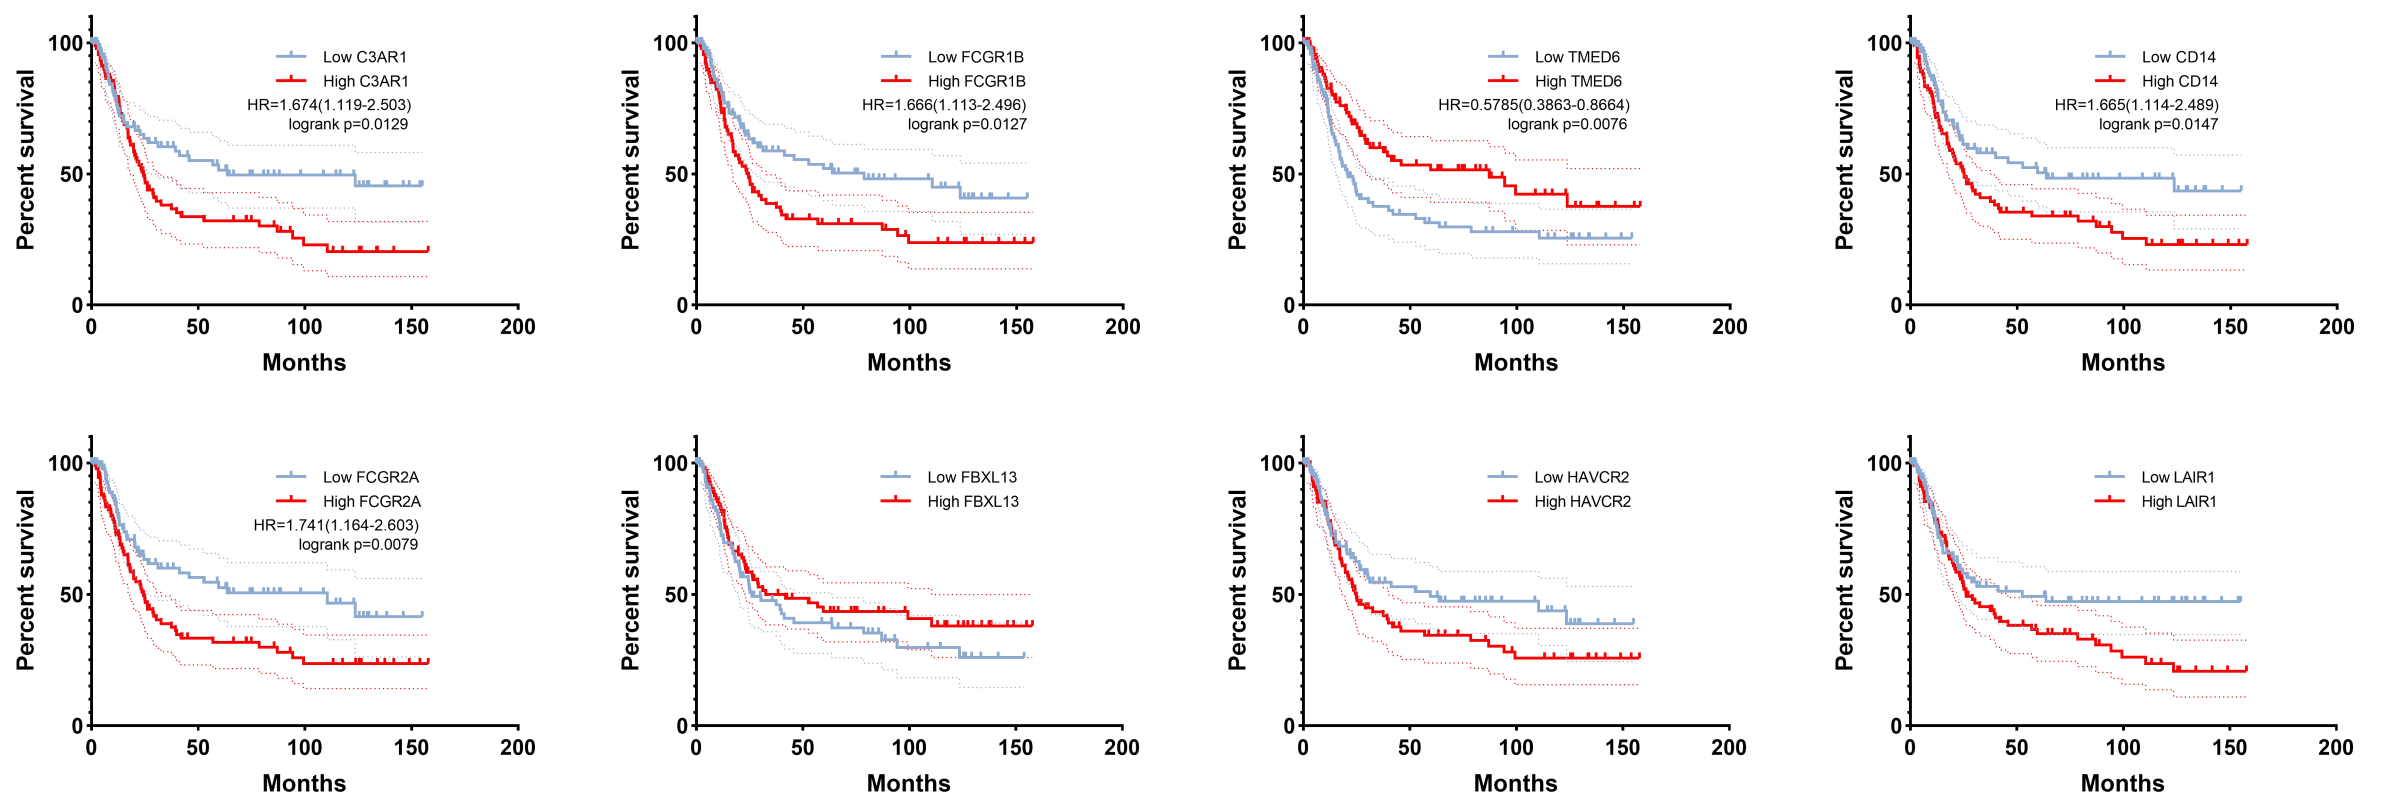 Percent survival
100
50
0
Low C3AR1
High C3AR1
HR=1.674(1.119-2.503)
logrank p=0.0129
0 50 100 150 200
Months
Percent survival
100
50
0
Low FCGR1B
High FCGR1B
HR=1.666(1.113-2.496)
logrank p=0.0127
0 50 100 150 200
Months
Percent survival
100
50
0
Low TMED6
High TMED6
HR=0.5785(0.3863-0.8664)
logrank p=0.0076
0 50 100 150 200
Months
Percent survival
100
50
0
Low CD14
High CD14
HR=1.665(1.114-2.489)
logrank p=0.0147
0 50 100 150 200
Months
Percent survival
100
50
0
Low FCGR2A
High FCGR2A
HR=1.741(1.164-2.603)
logrank p=0.0079
0 50 100 150 200
Months
Percent survival
100
50
0
Low FBXL13
High FBXL13
0 50 100 150 200
Months
Percent survival
100
50
0
Low HAVCR2
High HAVCR2
0 50 100 150 200
Months
Percent survival
100
50
0
Low LAIR1
High LAIR1
0 50 100 150 200
Months